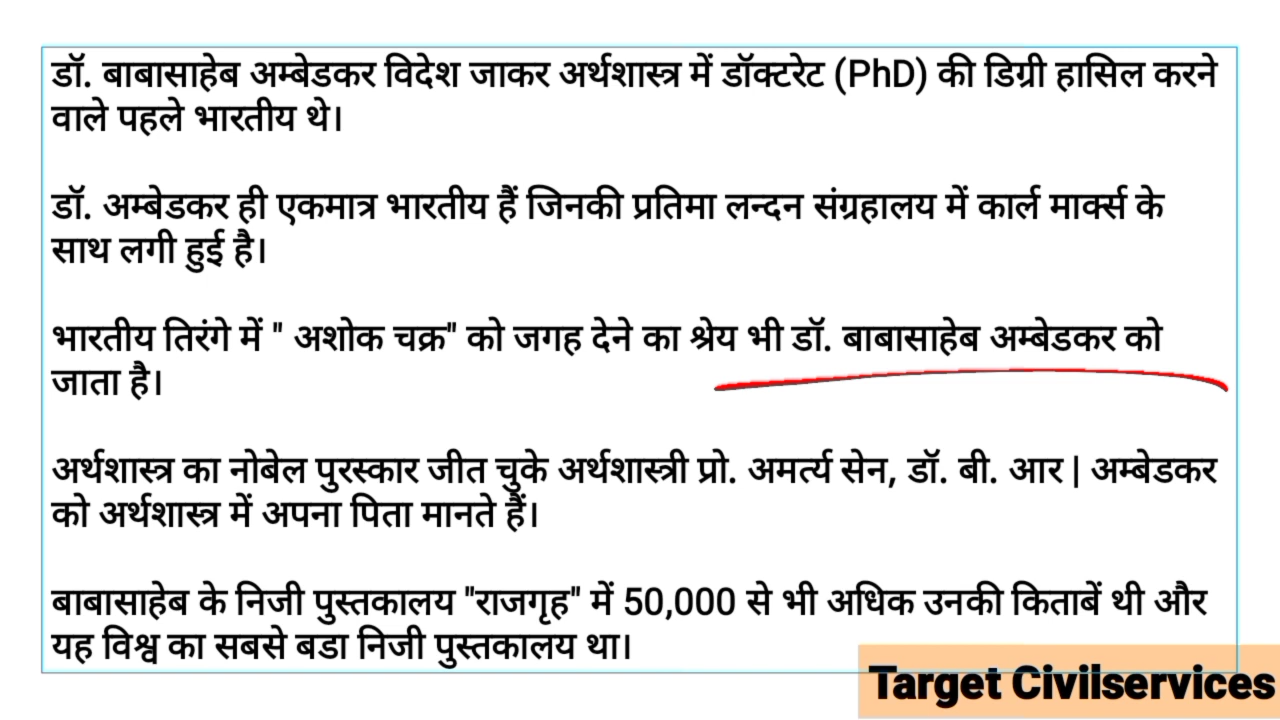 डॉ. बाबासाहेब अम्बेडकर विदेश जाकर अर्थशास्त्र में डॉक्टरेट (PhD) की डिग्री हासिल करने
वाले पहले भारतीय थे।
डॉ. अम्बेडकर ही एकमात्र भारतीय हैं जिनकी प्रतिमा लन्दन संग्रहालय में कार्ल मार्क्स के
साथ लगी हुई है।
भारतीय तिरंगे में " अशोक चक्र" को जगह देने का श्रेय भी डॉ. बाबासाहेब अम्बेडकर को
जाता है।
अर्थशास्त्र का नोबेल पुरस्कार जीत चुके अर्थशास्त्री प्रो. अमर्त्य सेन, डॉ. बी. आर | अम्बेडकर
को अर्थशास्त्र में अपना पिता मानते हैं।
बाबासाहेब के निजी पुस्तकालय "राजगृह" में 50,000 से भी अधिक उनकी किताबें थी और
यह विश्व का सबसे बडा निजी पुस्तकालय था।
Target Civilservices